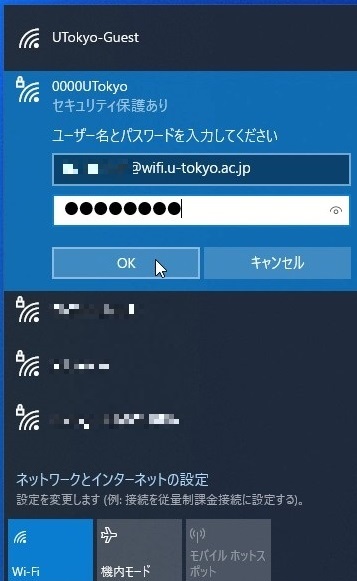 UTokyo-Guest
0000UTokyo
セキュリティ保護あり
ユーザー名とパスワードを入力してください
@wifi.u-tokyo.ac.jp
●●●●●●●●
OK
キャンセル
ネットワークとインターネットの設定
設定を変更します (例: 接続を従量制課金接続に設定する)。
Wi-Fi
機内モード
モバイル ホットス
ポット